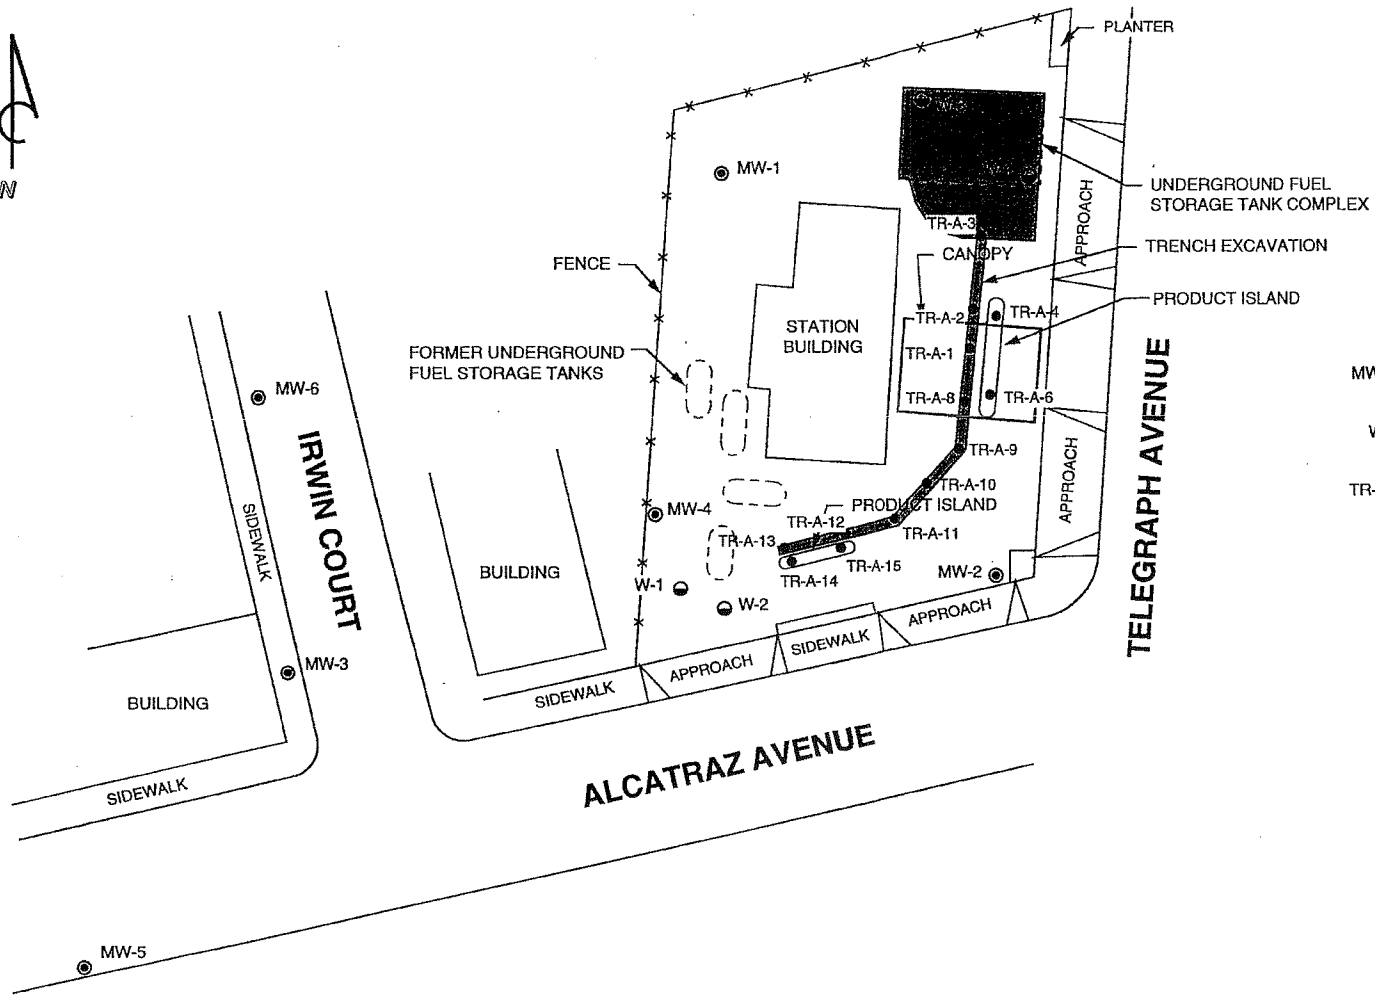 PLANTER
N
MW-1
UNDERGROUND FUEL
STORAGE TANK COMPLEX
APPROACH
TR-A-3
TRENCH EXCAVATION
CANOPY
FENCE
PRODUCT ISLAND
TR-A-2
TR-A-4
STATION
BUILDING
FORMER UNDERGROUND
FUEL STORAGE TANKS
TR-A-1
MW
MW-6
TR-A-8
TR-A-6
TELEGRAPH AVENUE
IRWIN COURT
TR-A-9
APPROACH
TR-A-10
TR-
SIDEWALK
MW-4
PRODUCT ISLAND
TR-A-12
TR-A-11
TR-A-13
BUILDING
TR-A-15
MW-2
TR-A-14
W-1
W-2
APPROACH
SIDEWALK
MW-3
APPROACH
SIDEWALK
BUILDING
ALCATRAZ AVENUE
SIDEWALK
MW-5